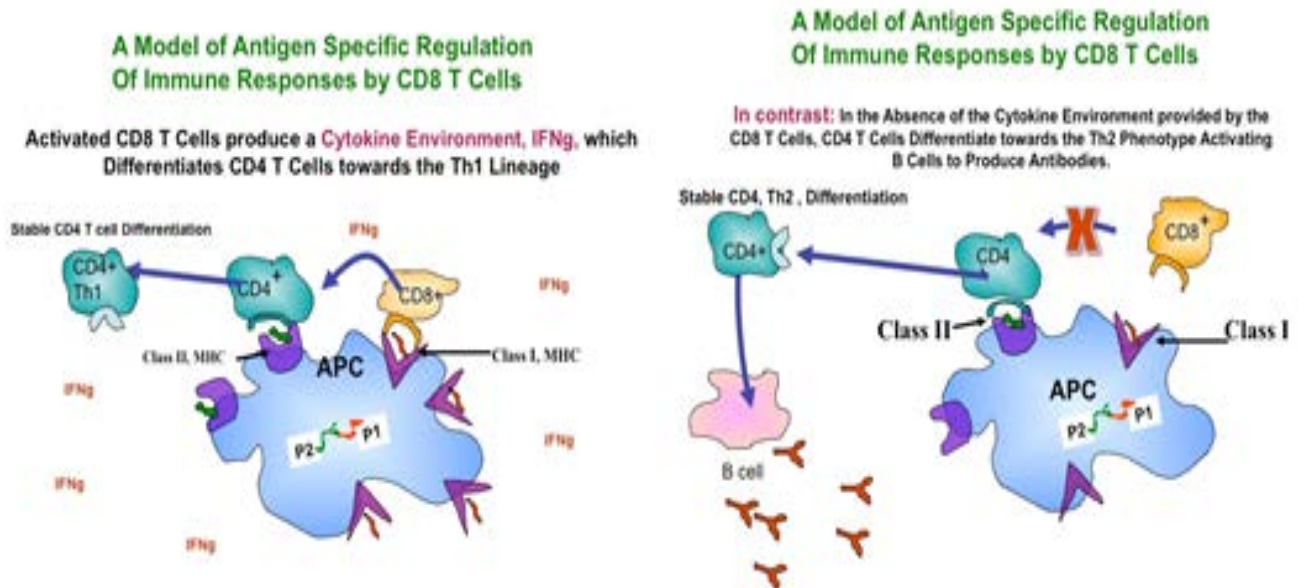 A Model of Antigen Specific Regulation
Of Immune Responses by CD8 T Cells
Activated CD8 T Cells produce a Cytokine Environment, IFNg, which
Differentiates CD4 T Cells towards the Th1 Lineage
Stable CD4 T cell Differentiation
IFNg
CD4+
Th1
CD4+
CD8+
IFNg
Class II, MHC
APC
Class I, MHC
IFNg
P2
P1
IFNg
IFNg
IFNg
A Model of Antigen Specific Regulation
Of Immune Responses by CD8 T Cells
In contrast: In the Absence of the Cytokine Environment provided by the
CD8 T Cells, CD4 T Cells Differentiate towards the Th2 Phenotype Activating
B Cells to Produce Antibodies.
Stable CD4, Th2 , Differentiation
CD4+
CD4
X
CD8+
Class II
Class I
APC
P2
P1
B cell